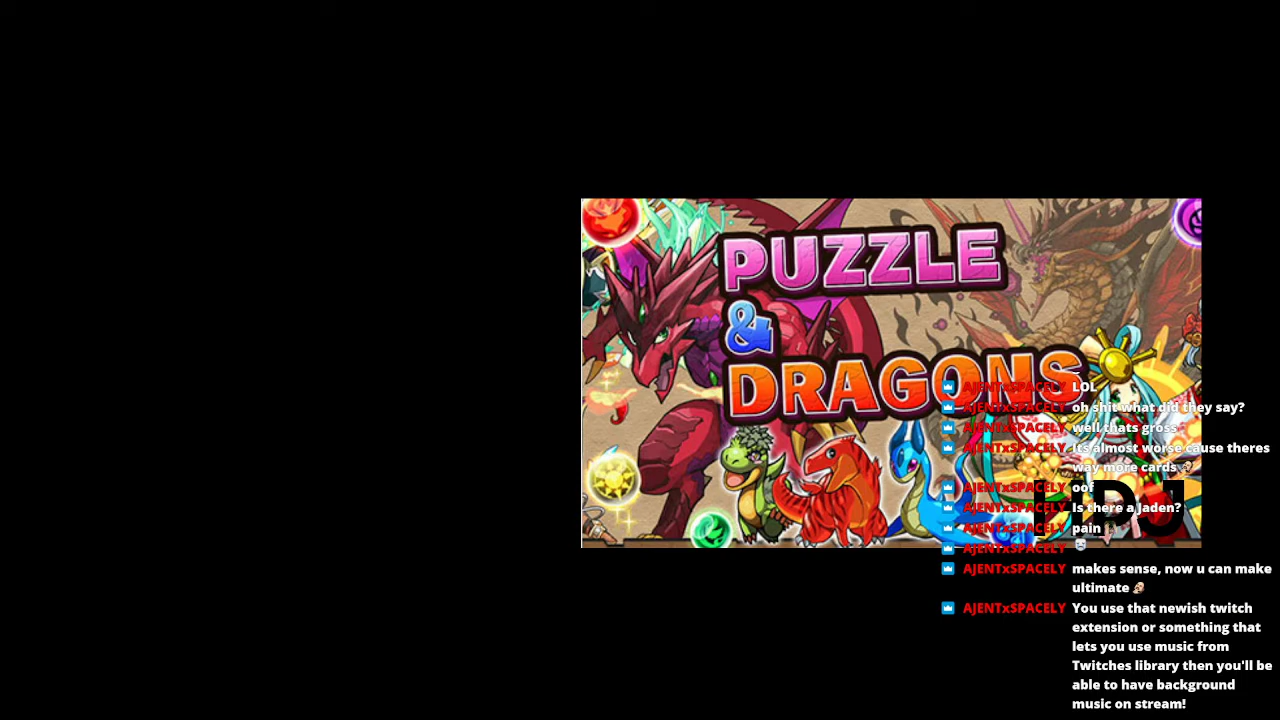 PUZZLE
&
DRAGONS
AJENTxSPACELY LOL
AJENTxSPACELY oh shit what did they say?
AJENTxSPACELY well thats gross
AJENTxSPACELY Its almost worse cause theres
way more cards
AJENTxSPACELY oof
AJENTxSPACELY Is there a Jaden?
DJ
AJENTxSPACELY pain
AJENTxSPACELY
AJENTxSPACELY makes sense, now u can make
ultimate
AJENTxSPACELY You use that newish twitch
extension or something that
lets you use music from
Twitches library then you'll be
able to have background
music on stream!